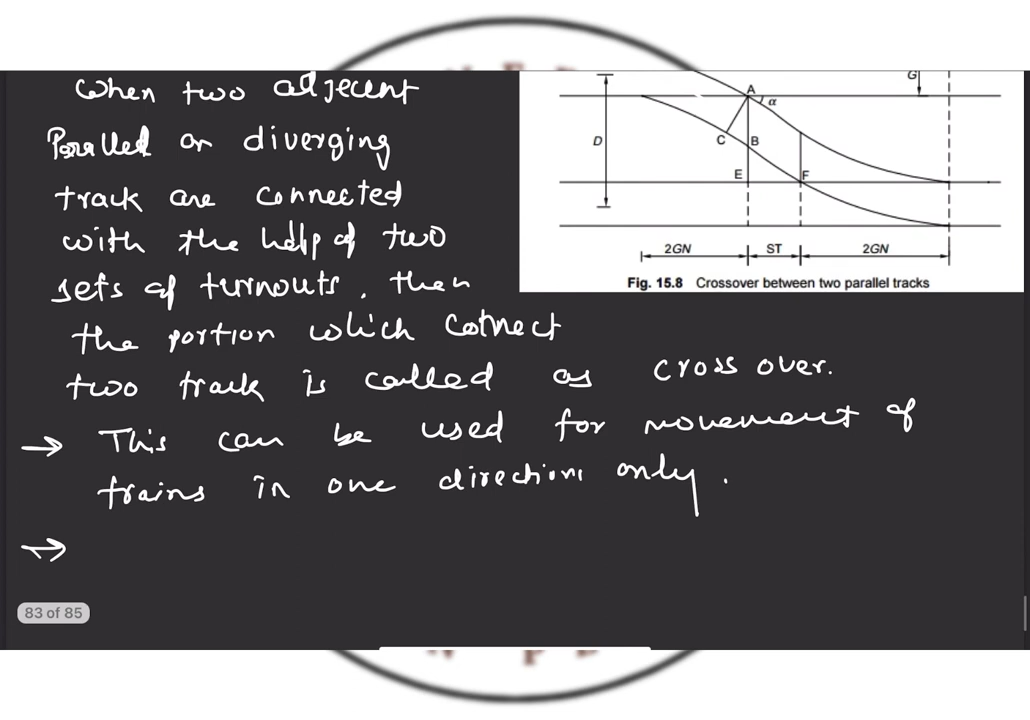 When two adjecent
Parallel or diverging
track are connected
with the help of two
sets of turnouts. then
the portion which connect
two track is called as cross over.
→ This can be used for movement of
trains in one direction only.
→
G
A
α
D
C
B
E
F
2GN
ST
2GN
Fig. 15.8 Crossover between two parallel tracks
83 of 85